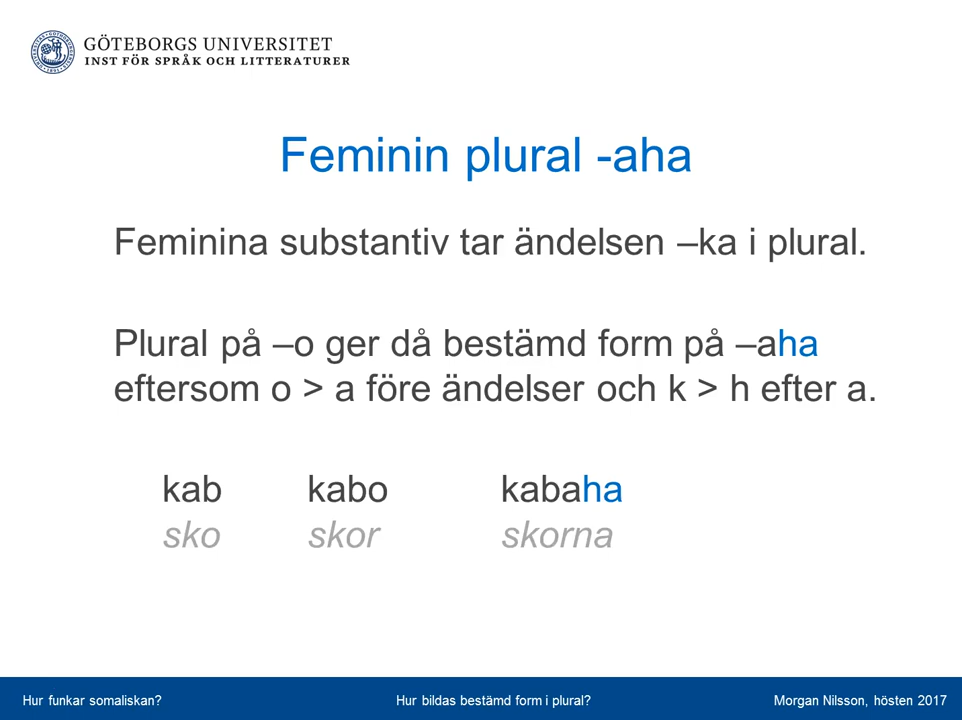 GÖTEBORGS UNIVERSITET
INST FÖR SPRÅK OCH LITTERATURER
Feminin plural -aha
Feminina substantiv tar ändelsen –ka i plural.
Plural på –o ger då bestämd form på –aha
eftersom o > a före ändelser och k > h efter a.
kab kabo kabaha
sko skor skorna
Hur funkar somaliskan? Hur bildas bestämd form i plural? Morgan Nilsson, hösten 2017